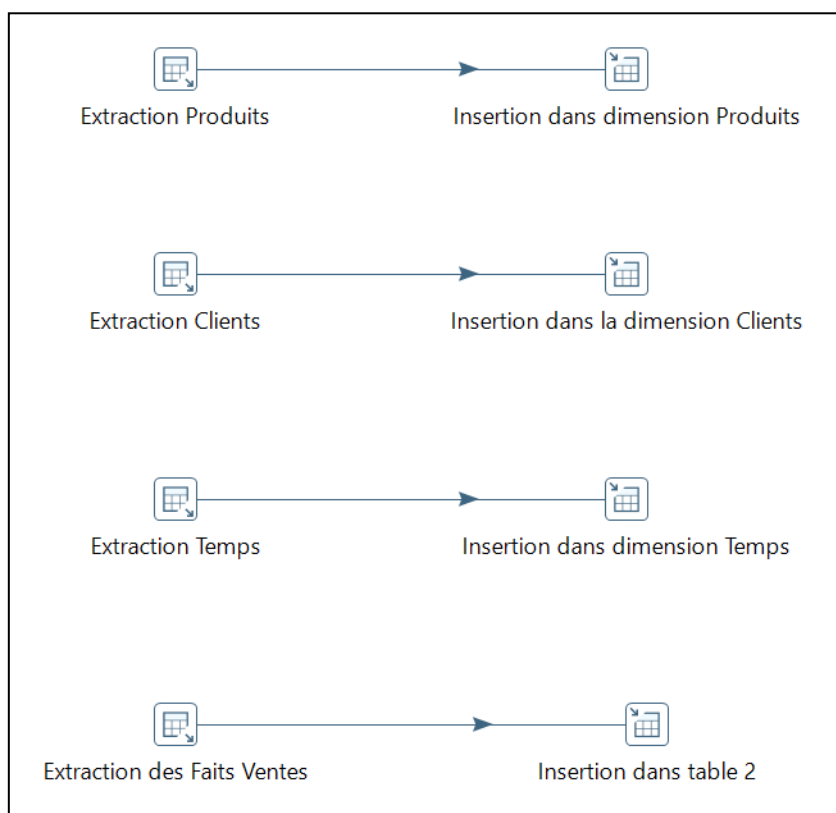 Extraction Produits
Insertion dans dimension Produits
Extraction Clients
Insertion dans la dimension Clients
Extraction Temps
Insertion dans dimension Temps
Extraction des Faits Ventes
Insertion dans table 2